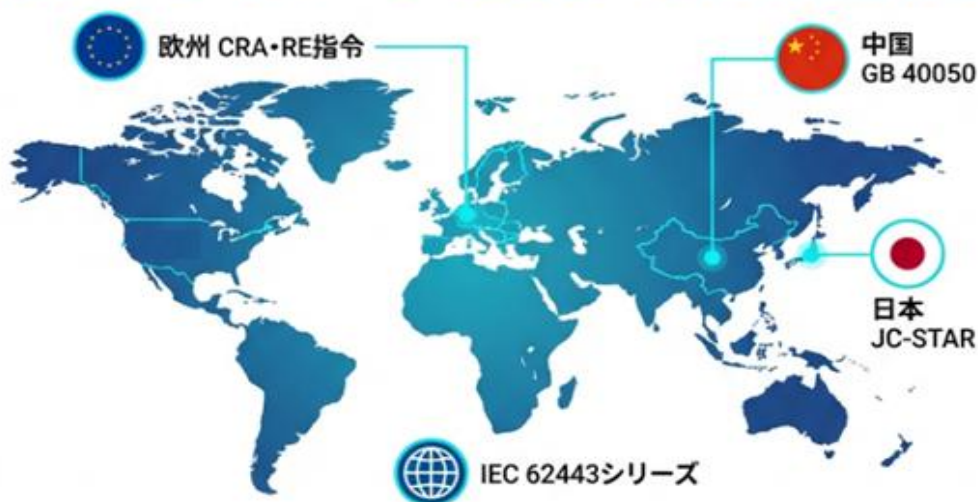 欧州 CRA・RE指令
中国
GB 40050
日本
JC-STAR
IEC 62443シリーズ